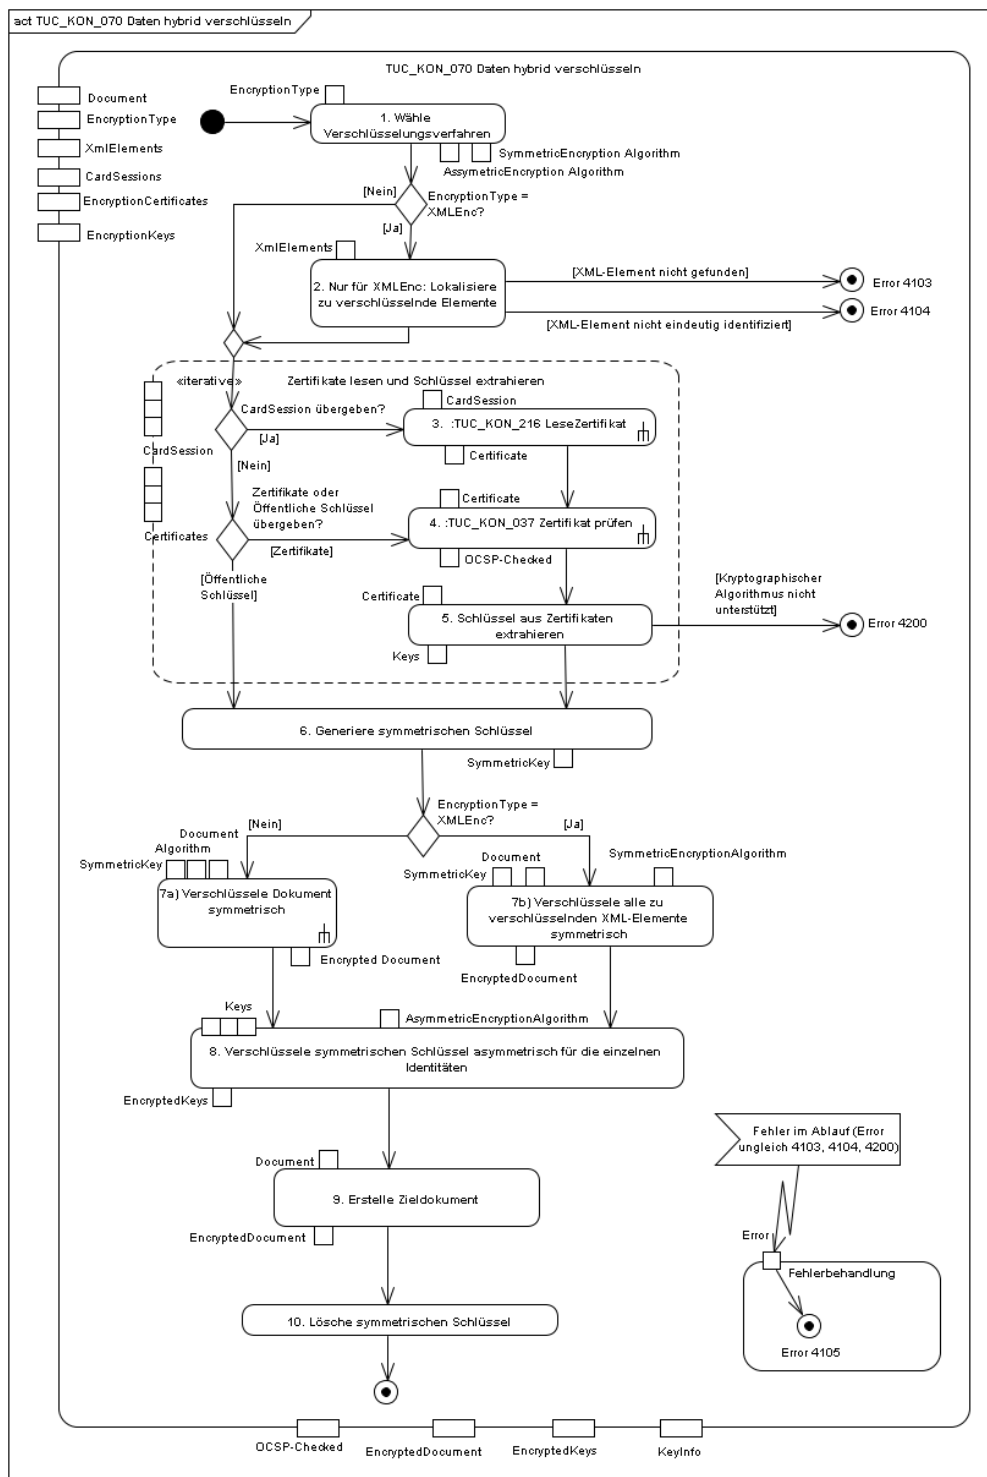 act TUC_KON_070 Daten hybrid verschlüsseln
TUC_KON_070 Daten hybrid verschlüsseln
Document
EncryptionType
XmlElements
CardSessions
EncryptionCertificates
EncryptionKeys
EncryptionType
1. Wähle
Verschlüsselungsverfahren
SymmetricEncryption Algorithm
AssymetricEncryption Algorithm
[Nein]
EncryptionType =
XMLEnc?
[Ja]
XmlElements
2. Nur für XMLEnc: Lokalisiere
zu verschlüsselnde Elemente
[XML-Element nicht gefunden]
Error 4103
Error 4104
[XML-Element nicht eindeutig identifiziert]
«iterative»
Zertifikate lesen und Schlüssel extrahieren
CardSession übergeben?
CardSession
3. :TUC_KON_216 LeseZertifikat
[Ja]
CardSession
Certificate
[Nein]
Zertifikate oder
Öffentliche Schlüssel
übergeben?
Certificate
4. :TUC_KON_037 Zertifikat prüfen
Certificates
[Zertifikate]
OCSP-Checked
[Öffentliche
Schlüssel]
Certificate
[Kryptographischer
Algorithmus nicht
unterstützt]
5. Schlüssel aus Zertifikaten
extrahieren
Error 4200
Keys
6. Generiere symmetrischen Schlüssel
SymmetricKey
EncryptionType =
XMLEnc?
[Nein]
[Ja]
Document
Algorithm
SymmetricKey
7a) Verschlüssele Dokument
symmetrisch
Encrypted Document
Document
SymmetricKey
SymmetricEncryptionAlgorithm
7b) Verschlüssele alle zu
verschlüsselnden XML-Elemente
symmetrisch
EncryptedDocument
Keys
AsymmetricEncryptionAlgorithm
8. Verschlüssele symmetrischen Schlüssel asymmetrisch für die einzelnen
Identitäten
EncryptedKeys
Document
9. Erstelle Zieldokument
EncryptedDocument
10. Lösche symmetrischen Schlüssel
Fehler im Ablauf (Error
ungleich 4103, 4104, 4200)
Error
Fehlerbehandlung
Error 4105
OCSP-Checked
EncryptedDocument
EncryptedKeys
KeyInfo